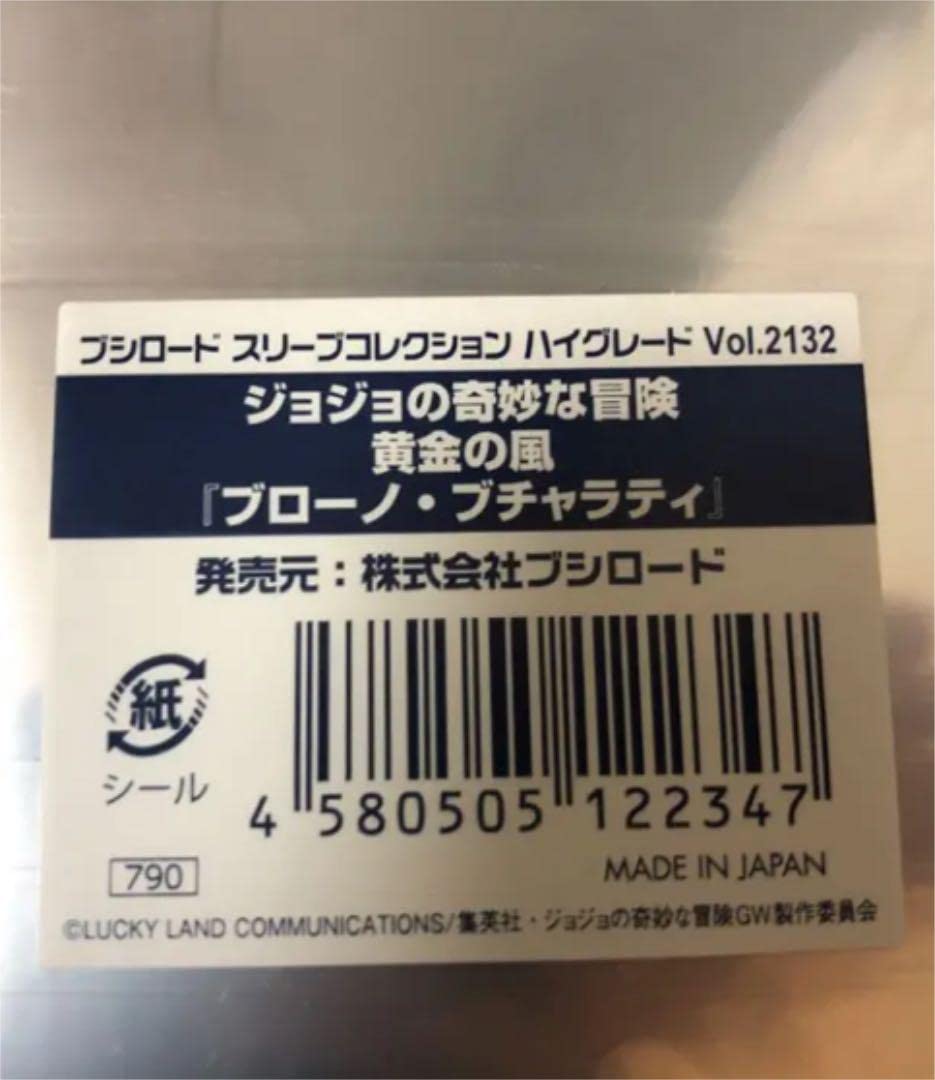 ブシロード スリーブコレクション ハイグレード Vol.2132
ジョジョの奇妙な冒険
黄金の風
『ブローノ・ブチャラティ』
発売元：株式会社ブシロード
紙
シール
4 580505 122347
790
MADE IN JAPAN
©LUCKY LAND COMMUNICATIONS/集英社・ジョジョの奇妙な冒険GW製作委員会